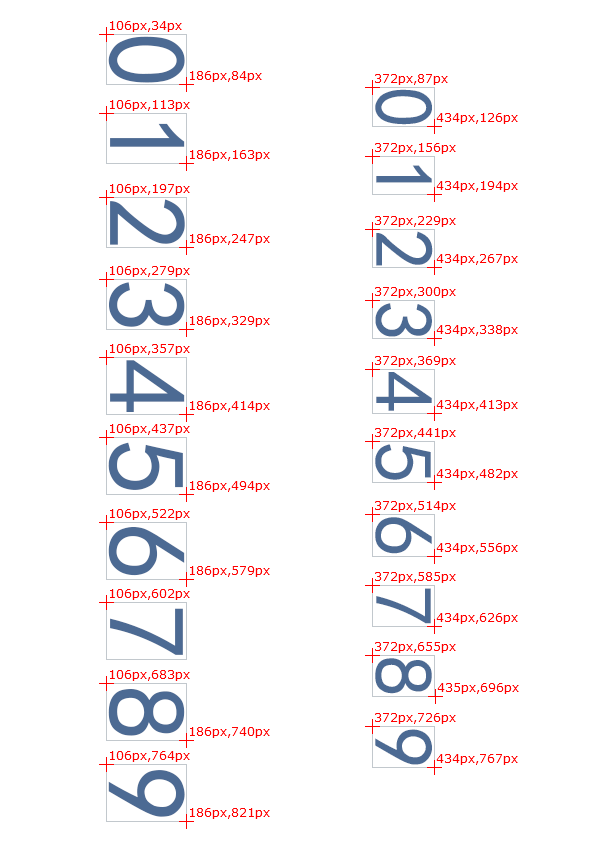 106px,34px
0
186px,84px
106px,113px
1
186px,163px
106px,197px
2
186px,247px
106px,279px
3
186px,329px
106px,357px
4
186px,414px
106px,437px
5
186px,494px
106px,522px
6
186px,579px
106px,602px
7
106px,683px
8
186px,740px
106px,764px
9
186px,821px
372px,87px
0
434px,126px
372px,156px
1
434px,194px
372px,229px
2
434px,267px
372px,300px
3
434px,338px
372px,369px
4
434px,413px
372px,441px
5
434px,482px
372px,514px
6
434px,556px
372px,585px
7
434px,626px
372px,655px
8
435px,696px
372px,726px
9
434px,767px